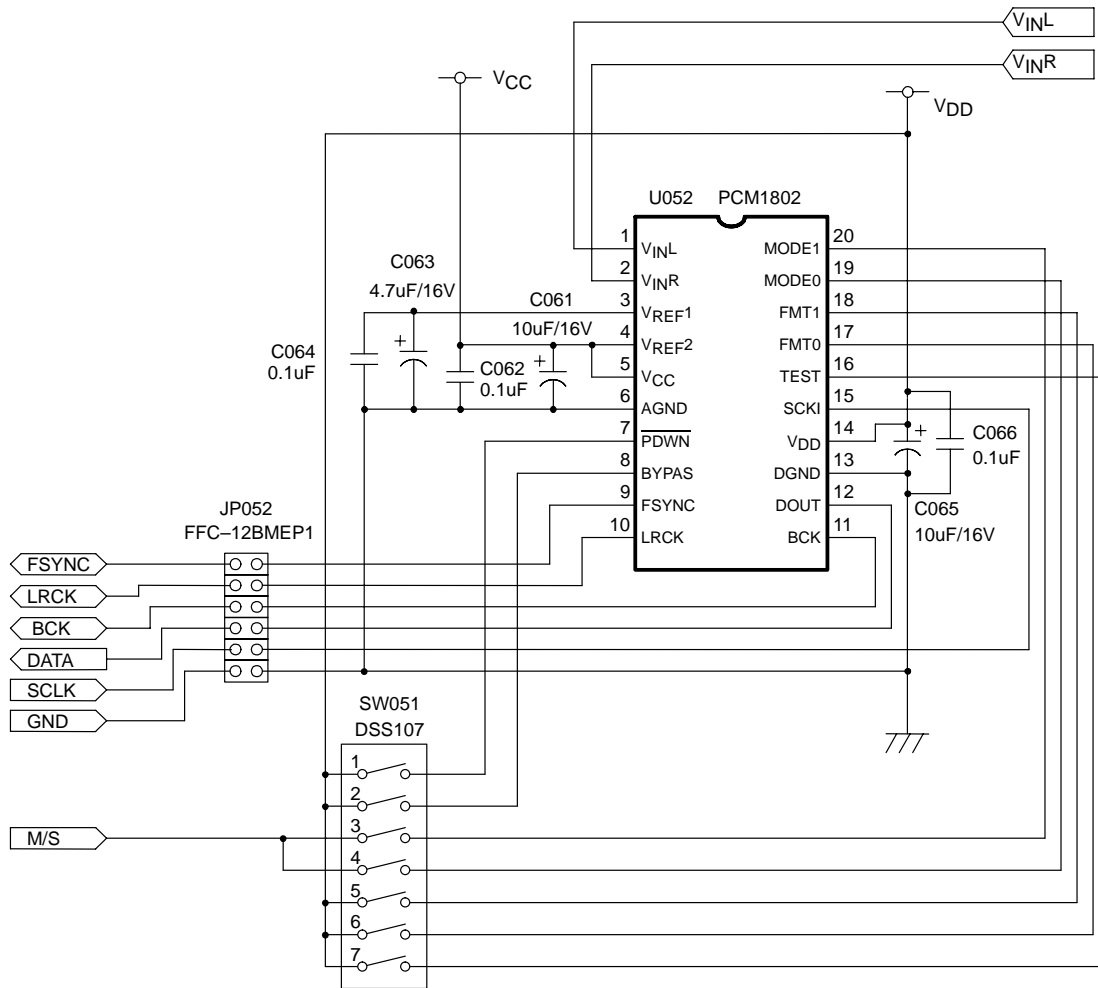 VINL
VINR
VCC
VDD
U052 PCM1802
1 VINL MODE1 20
2 VINR MODE0 19
3 VREF1 FMT1 18
4 VREF2 FMT0 17
5 VCC TEST 16
6 AGND SCKI 15
7 PDWN VDD 14
8 BYPAS DGND 13
9 FSYNC DOUT 12
10 LRCK BCK 11
C063
4.7uF/16V
+
C061
10uF/16V
+
C064
0.1uF
C062
0.1uF
+
C066
0.1uF
C065
10uF/16V
JP052
FFC–12BMEP1
FSYNC
LRCK
BCK
DATA
SCLK
GND
SW051
DSS107
1
2
3
4
5
6
7
M/S